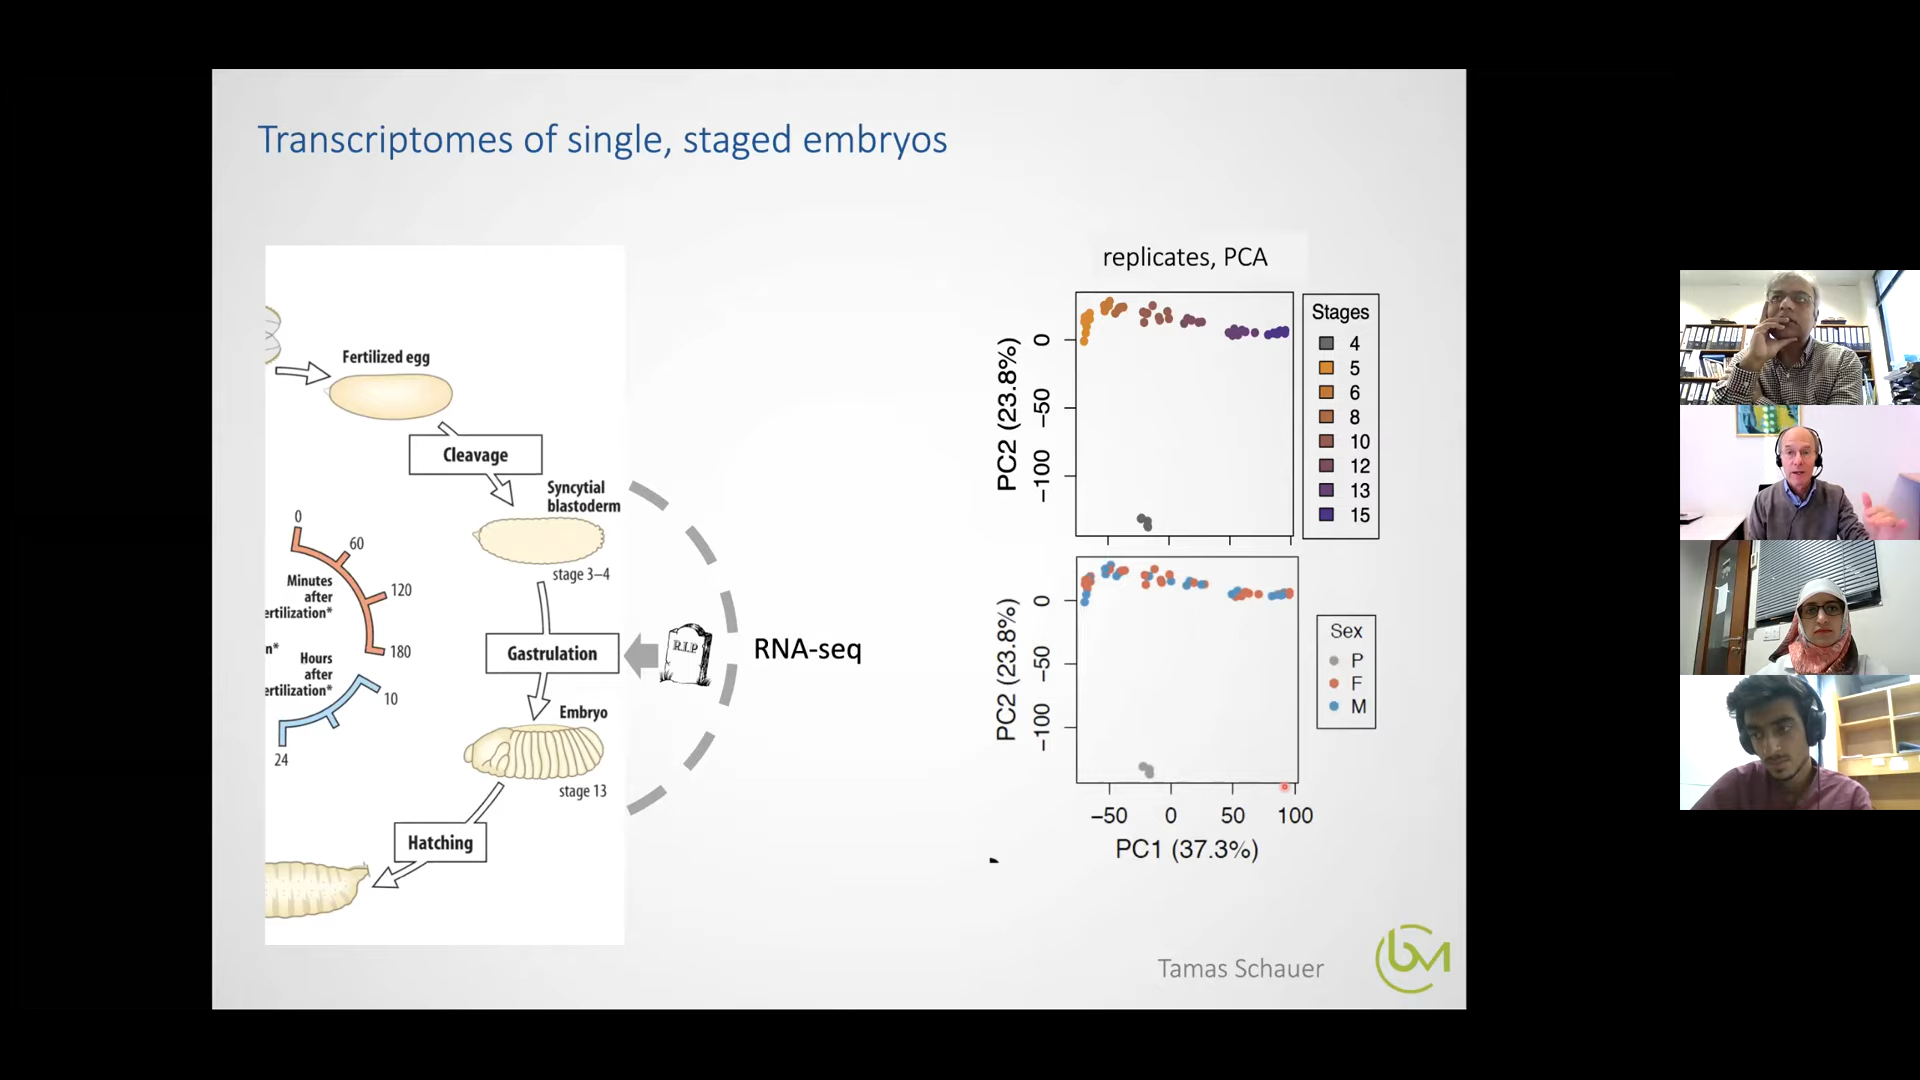 Transcriptomes of single, staged embryos
Fertilized egg
Cleavage
Syncytial
blastoderm
stage 3–4
0
60
120
180
Minutes
after
ertilization*
n*
Hours
after
ertilization*
10
24
Gastrulation
R.I.P
RNA-seq
Embryo
stage 13
Hatching
replicates, PCA
PC2 (23.8%)
0
−50
−100
Stages
4
5
6
8
10
12
13
15
PC2 (23.8%)
0
−50
−100
Sex
P
F
M
−50 0 50 100
PC1 (37.3%)
Tamas Schauer
bm